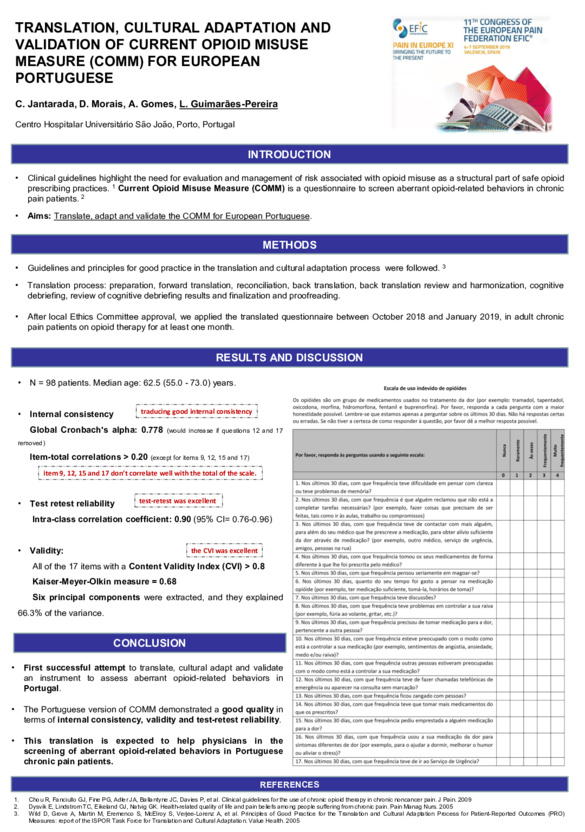 TRANSLATION, CULTURAL ADAPTATION AND
VALIDATION OF CURRENT OPIOID MISUSE
MEASURE (COMM) FOR EUROPEAN
PORTUGUESE
C. Jantarada, D. Morais, A. Gomes, L. Guimarães-Pereira
Centro Hospitalar Universitário São João, Porto, Portugal
EFIC
PAIN IN EUROPE XI
BRINGING THE FUTURE TO
THE PRESENT
11TH CONGRESS OF
THE EUROPEAN PAIN
FEDERATION EFIC®
4-7 SEPTEMBER 2019
VALENCIA, SPAIN
INTRODUCTION
• Clinical guidelines highlight the need for evaluation and management of risk associated with opioid misuse as a structural part of safe opioid
prescribing practices. 1 Current Opioid Misuse Measure (COMM) is a questionnaire to screen aberrant opioid-related behaviors in chronic
pain patients. 2
• Aims: Translate, adapt and validate the COMM for European Portuguese.
METHODS
• Guidelines and principles for good practice in the translation and cultural adaptation process were followed. 3
• Translation process: preparation, forward translation, reconciliation, back translation, back translation review and harmonization, cognitive
debriefing, review of cognitive debriefing results and finalization and proofreading.
• After local Ethics Committee approval, we applied the translated questionnaire between October 2018 and January 2019, in adult chronic
pain patients on opioid therapy for at least one month.
RESULTS AND DISCUSSION
• N = 98 patients. Median age: 62.5 (55.0 - 73.0) years.
• Internal consistency
traducing good internal consistency
Global Cronbach's alpha: 0.778 (would increase if questions 12 and 17
removed)
Item-total correlations > 0.20 (except for items 9, 12, 15 and 17)
item 9, 12, 15 and 17 don't correlate well with the total of the scale.
• Test retest reliability
test-retest was excellent
Intra-class correlation coefficient: 0.90 (95% CI= 0.76-0.96)
• Validity:
the CVI was excellent
All of the 17 items with a Content Validity Index (CVI) > 0.8
Kaiser-Meyer-Olkin measure = 0.68
Six principal components were extracted, and they explained
66.3% of the variance.
CONCLUSION
• First successful attempt to translate, cultural adapt and validate
an instrument to assess aberrant opioid-related behaviors in
Portugal.
• The Portuguese version of COMM demonstrated a good quality in
terms of internal consistency, validity and test-retest reliability.
• This translation is expected to help physicians in the
screening of aberrant opioid-related behaviors in Portuguese
chronic pain patients.
Escala de uso indevido de opióides
Os opióides são um grupo de medicamentos usados no tratamento da dor (por exemplo: tramadol, tapentadol,
oxicodona, morfina, hidromorfona, fentanil e buprenorfina). Por favor, responda a cada pergunta com a maior
honestidade possível. Lembre-se que estamos apenas a perguntar sobre os últimos 30 dias. Não há respostas certas
ou erradas. Se não tiver a certeza de como responder à questão, por favor dê a melhor resposta possível.
Por favor, responda às perguntas usando a seguinte escala:
Nunca
Raramente
Às vezes
Frequentemente
Muito frequentemente
0 1 2 3 4
1. Nos últimos 30 dias, com que frequência teve dificuldade em pensar com clareza
ou teve problemas de memória?
2. Nos últimos 30 dias, com que frequência é que alguém reclamou que não está a
completar tarefas necessárias? (por exemplo, fazer coisas que precisam de ser
feitas, tais como ir às aulas, trabalho ou compromissos)
3. Nos últimos 30 dias, com que frequência teve de contactar com mais alguém,
para além do seu médico que lhe prescreve a medicação, para obter alívio suficiente
da dor através de medicação? (por exemplo, outro médico, serviço de urgência,
amigos, pessoas na rua)
4. Nos últimos 30 dias, com que frequência tomou os seus medicamentos de forma
diferente à que lhe foi prescrita pelo médico?
5. Nos últimos 30 dias, com que frequência pensou seriamente em magoar-se?
6. Nos últimos 30 dias, quanto do seu tempo foi gasto a pensar na medicação
opióide (por exemplo, ter medicação suficiente, tomá-la, horários de toma)?
7. Nos últimos 30 dias, com que frequência teve discussões?
8. Nos últimos 30 dias, com que frequência teve problemas em controlar a sua raiva
(por exemplo, fúria ao volante, gritar, etc.)?
9. Nos últimos 30 dias, com que frequência precisou de tomar medicação para a dor,
pertencente a outra pessoa?
10. Nos últimos 30 dias, com que frequência esteve preocupado com o modo como
está a controlar a sua medicação (por exemplo, sentimentos de angústia, ansiedade,
medo e/ou raiva)?
11. Nos últimos 30 dias, com que frequência outras pessoas estiveram preocupadas
com o modo como está a controlar a sua medicação?
12. Nos últimos 30 dias, com que frequência teve de fazer chamadas telefónicas de
emergência ou aparecer na consulta sem marcação?
13. Nos últimos 30 dias, com que frequência ficou zangado com pessoas?
14. Nos últimos 30 dias, com que frequência teve que tomar mais medicamentos do
que os prescritos?
15. Nos últimos 30 dias, com que frequência pediu emprestada a alguém medicação
para a dor?
16. Nos últimos 30 dias, com que frequência usou a sua medicação da dor para
sintomas diferentes de dor (por exemplo, para o ajudar a dormir, melhorar o humor
ou aliviar o stress)?
17. Nos últimos 30 dias, com que frequência teve de ir ao Serviço de Urgência?
REFERENCES
1. Chou R, Fanciullo GJ, Fine PG, Adler JA, Ballantyne JC, Davies P, et al. Clinical guidelines for the use of chronic opioid therapy in chronic noncancer pain. J Pain. 2009
2. Dysvik E, Lindstrom TC, Eikeland OJ, Natvig GK. Health-related quality of life and pain beliefs among people suffering from chronic pain. Pain Manag Nurs. 2005
3. Wild D, Grove A, Martin M, Eremenco S, McElroy S, Verjee-Lorenz A, et al. Principles of Good Practice for the Translation and Cultural Adaptation Process for Patient-Reported Outcomes (PRO)
Measures: report of the ISPOR Task Force for Translation and Cultural Adaptation. Value Health. 2005